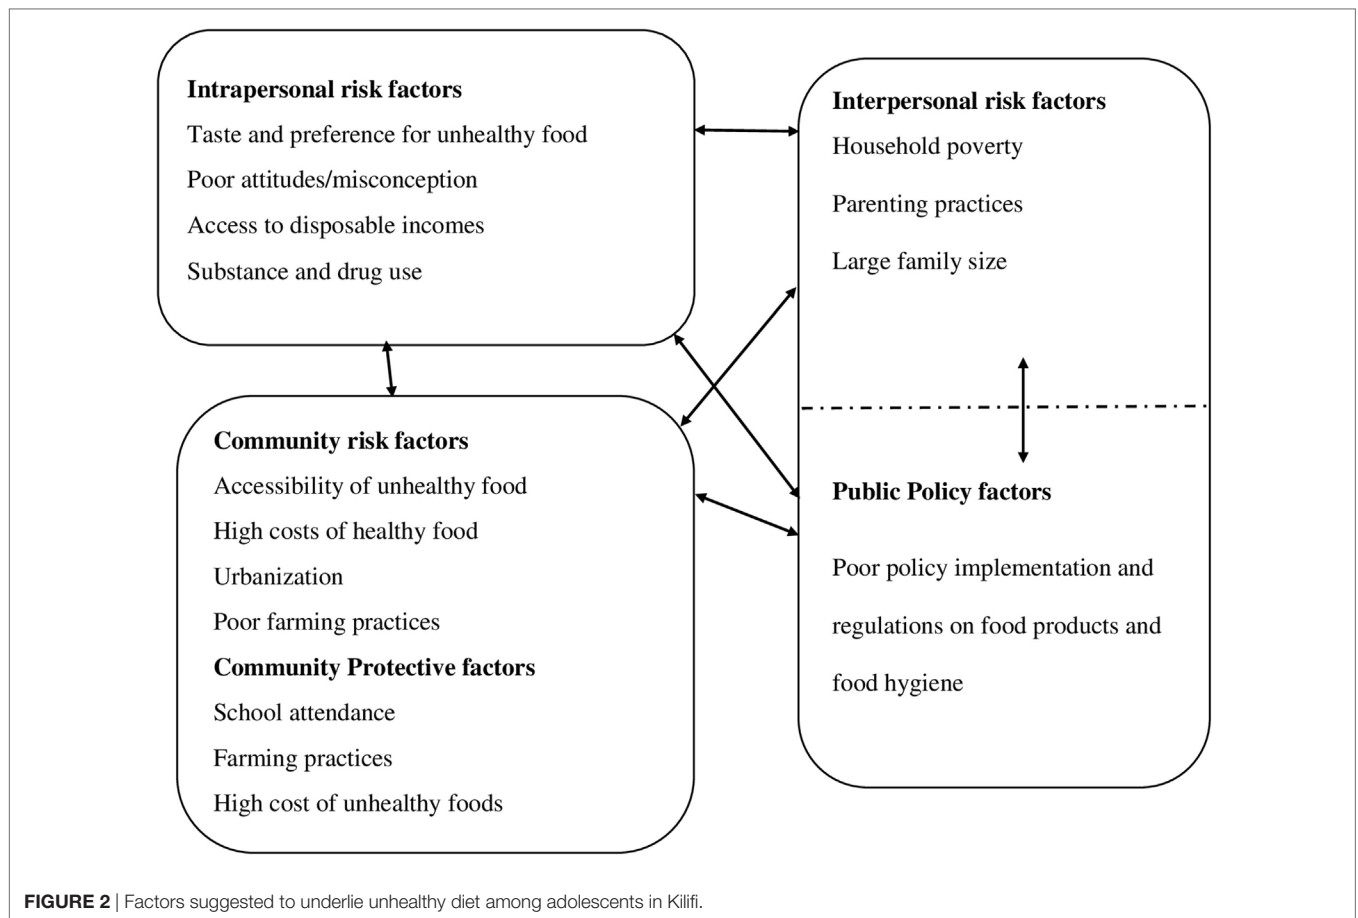 Intrapersonal risk factors
Taste and preference for unhealthy food
Poor attitudes/misconception
Access to disposable incomes
Substance and drug use
Interpersonal risk factors
Household poverty
Parenting practices
Large family size
Community risk factors
Accessibility of unhealthy food
High costs of healthy food
Urbanization
Poor farming practices
Community Protective factors
School attendance
Farming practices
High cost of unhealthy foods
Public Policy factors
Poor policy implementation and
regulations on food products and
food hygiene
FIGURE 2 | Factors suggested to underlie unhealthy diet among adolescents in Kilifi.